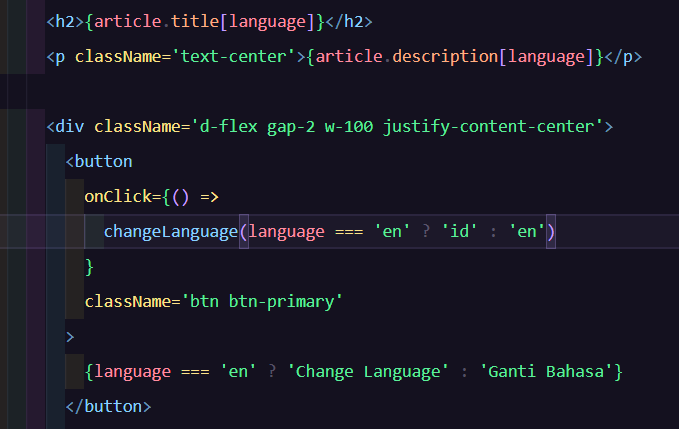 <h2>{article.title[language]}</h2>
<p className='text-center'>{article.description[language]}</p>
<div className='d-flex gap-2 w-100 justify-content-center'>
<button
onClick={() =>
changeLanguage(language === 'en' ? 'id' : 'en')
}
className='btn btn-primary'
>
{language === 'en' ? 'Change Language' : 'Ganti Bahasa'}
</button>